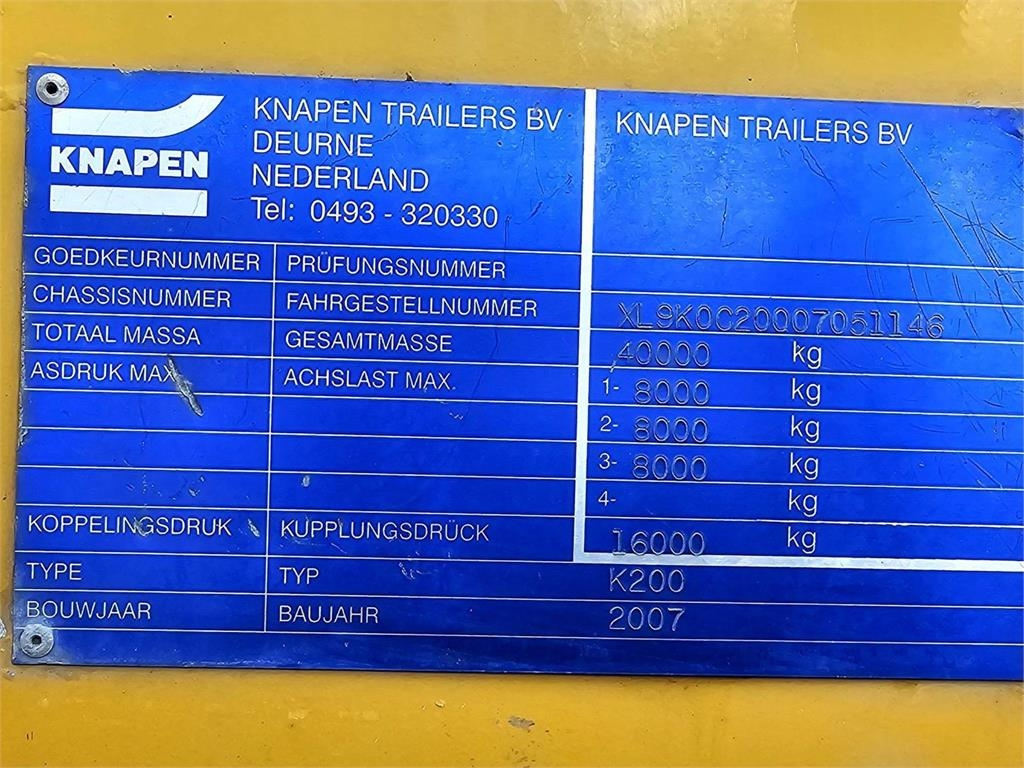 KNAPEN
KNAPEN TRAILERS BV
DEURNE
NEDERLAND
Tel: 0493 - 320330
KNAPEN TRAILERS BV
GOEDKEURNUMMER PRÜFUNGSNUMMER
CHASSISNUMMER FAHRGESTELLNUMMER XL9K0C20007051146
TOTAAL MASSA GESAMTMASSE 40000 kg
ASDRUK MAX. ACHSLAST MAX. 1- 8000 kg
2- 8000 kg
3- 8000 kg
4- kg
KOPPELINGSDRUK KUPPLUNGSDRÜCK 16000 kg
TYPE TYP K200
BOUWJAAR BAUJAHR 2007